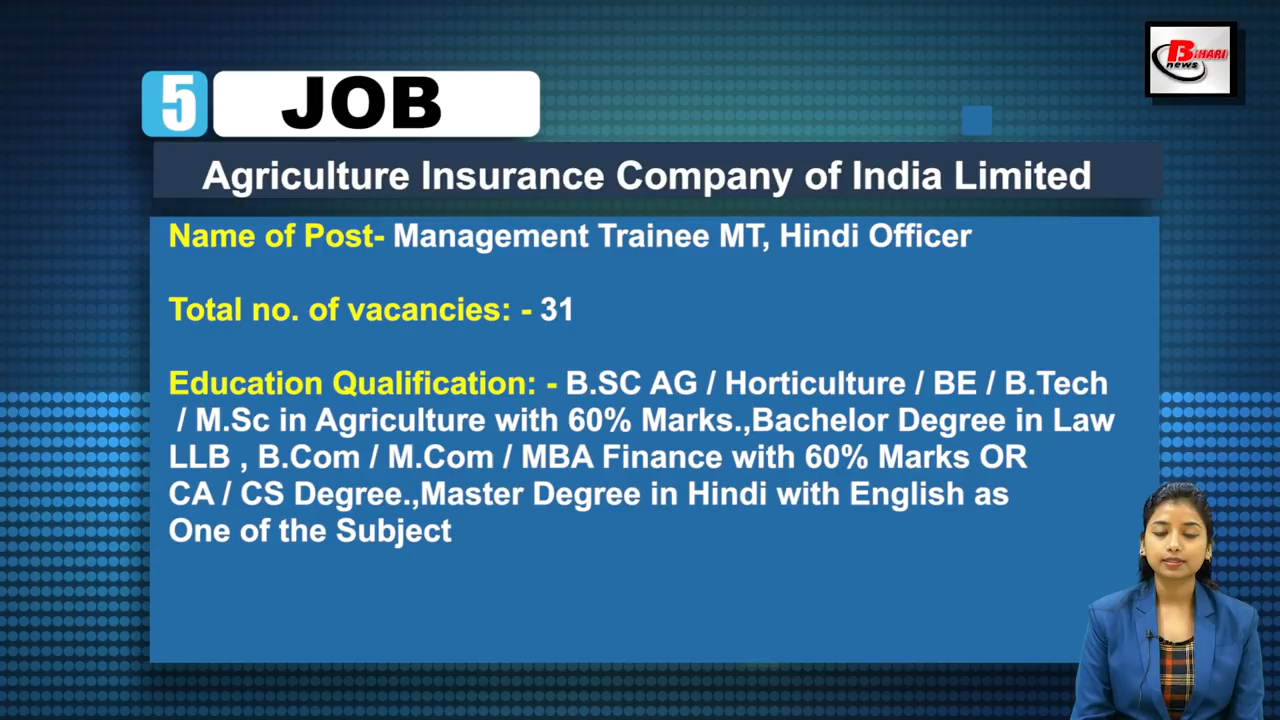 BIHARI
news
5 JOB
Agriculture Insurance Company of India Limited
Name of Post- Management Trainee MT, Hindi Officer
Total no. of vacancies: - 31
Education Qualification: - B.SC AG / Horticulture / BE / B.Tech
/ M.Sc in Agriculture with 60% Marks.,Bachelor Degree in Law
LLB , B.Com / M.Com / MBA Finance with 60% Marks OR
CA / CS Degree.,Master Degree in Hindi with English as
One of the Subject